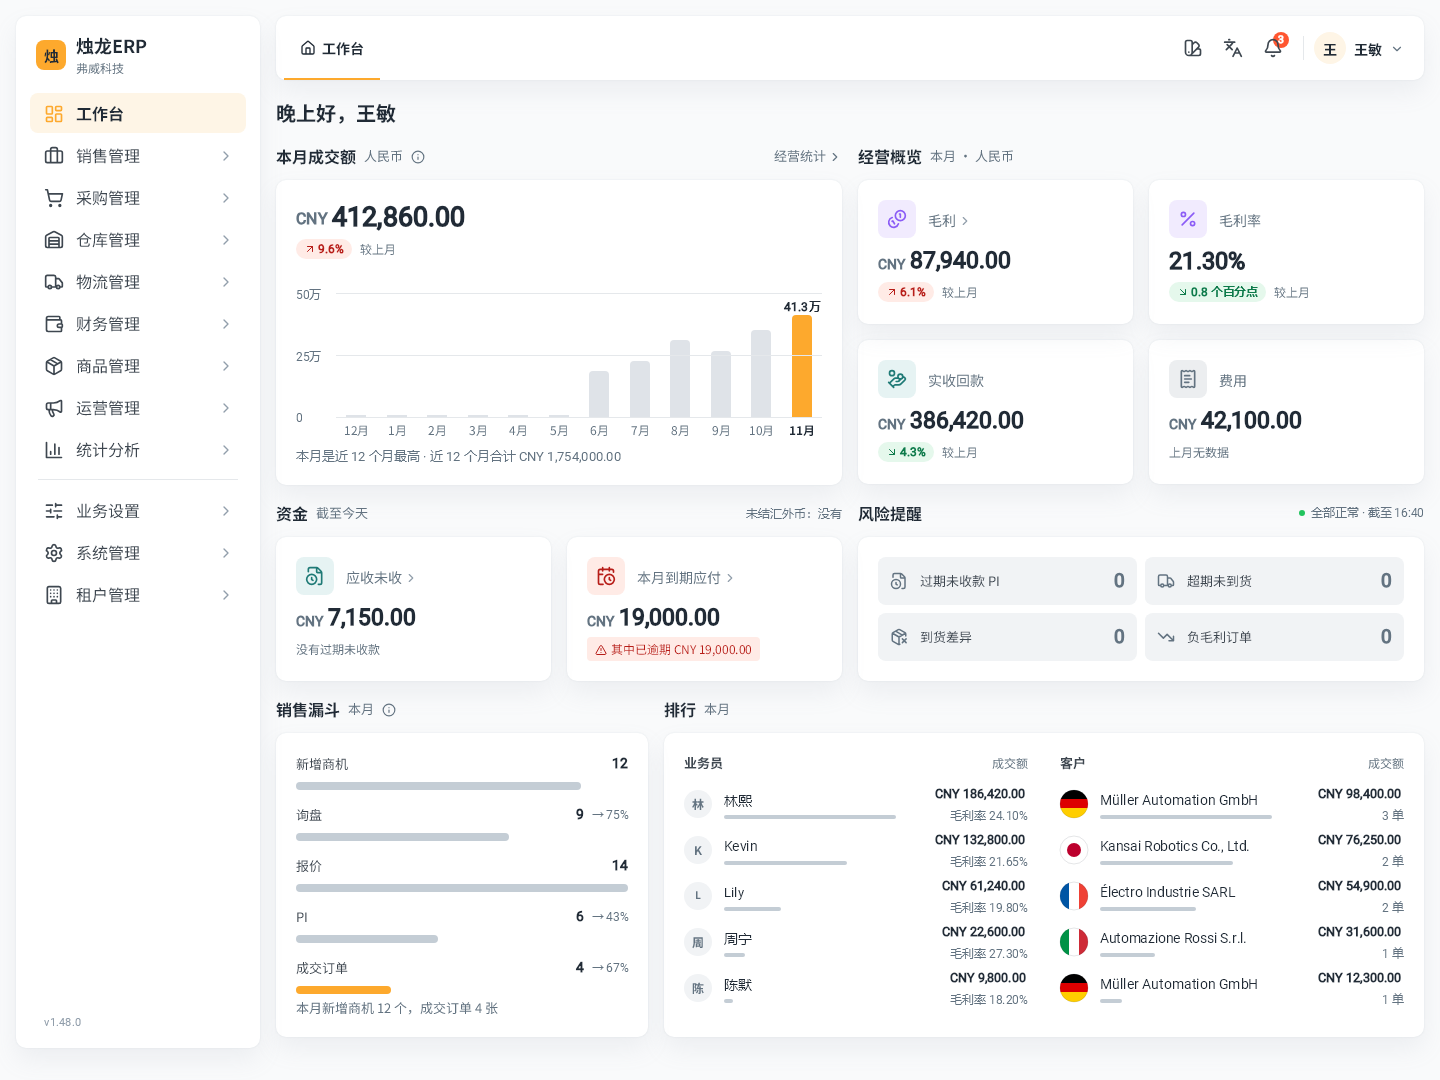 烛
烛龙ERP
弗威科技
工作台
销售管理
采购管理
仓库管理
物流管理
财务管理
商品管理
运营管理
统计分析
业务设置
系统管理
租户管理
v1.48.0
工作台
3
王
王敏
晚上好，王敏
本月成交额 人民币
经营统计
CNY 412,860.00
9.6% 较上月
50万
25万
0
41.3万
12月 1月 2月 3月 4月 5月 6月 7月 8月 9月 10月 11月
本月是近 12 个月最高 · 近 12 个月合计 CNY 1,754,000.00
经营概览 本月 · 人民币
毛利
CNY 87,940.00
6.1% 较上月
毛利率
21.30%
0.8 个百分点 较上月
实收回款
CNY 386,420.00
4.3% 较上月
费用
CNY 42,100.00
上月无数据
资金 截至今天
未结汇外币：没有
应收未收
CNY 7,150.00
没有过期未收款
本月到期应付
CNY 19,000.00
其中已逾期 CNY 19,000.00
风险提醒
全部正常 · 截至 16:40
过期未收款 PI 0
超期未到货 0
到货差异 0
负毛利订单 0
销售漏斗 本月
新增商机 12
询盘 9 →75%
报价 14
PI 6 →43%
成交订单 4 →67%
本月新增商机 12 个，成交订单 4 张
排行 本月
业务员 成交额
林 林熙 CNY 186,420.00
毛利率 24.10%
K Kevin CNY 132,800.00
毛利率 21.65%
L Lily CNY 61,240.00
毛利率 19.80%
周 周宁 CNY 22,600.00
毛利率 27.30%
陈 陈默 CNY 9,800.00
毛利率 18.20%
客户 成交额
Müller Automation GmbH CNY 98,400.00
3 单
Kansai Robotics Co., Ltd. CNY 76,250.00
2 单
Électro Industrie SARL CNY 54,900.00
2 单
Automazione Rossi S.r.l. CNY 31,600.00
1 单
Müller Automation GmbH CNY 12,300.00
1 单